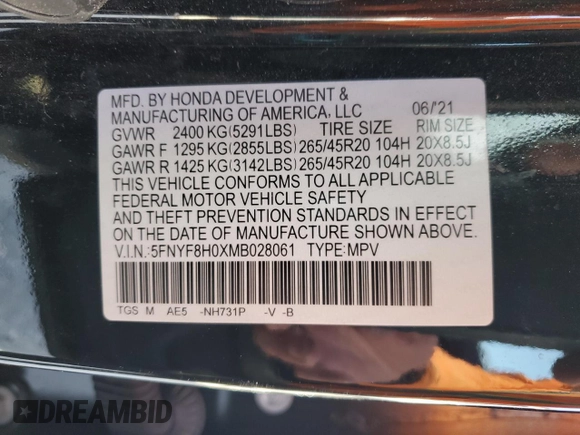 MFD. BY HONDA DEVELOPMENT &
MANUFACTURING OF AMERICA, LLC 06/'21
GVWR 2400 KG(5291LBS) TIRE SIZE RIM SIZE
GAWR F 1295 KG(2855LBS) 265/45R20 104H 20X8.5J
GAWR R 1425 KG(3142LBS) 265/45R20 104H 20X8.5J
THIS VEHICLE CONFORMS TO ALL APPLICABLE
FEDERAL MOTOR VEHICLE SAFETY
AND THEFT PREVENTION STANDARDS IN EFFECT
ON THE DATE OF MANUFACTURE SHOWN ABOVE.
V.I.N.:5FNYF8H0XMB028061 TYPE:MPV
TGS M AE5 -NH731P -V -B
DREAMBID